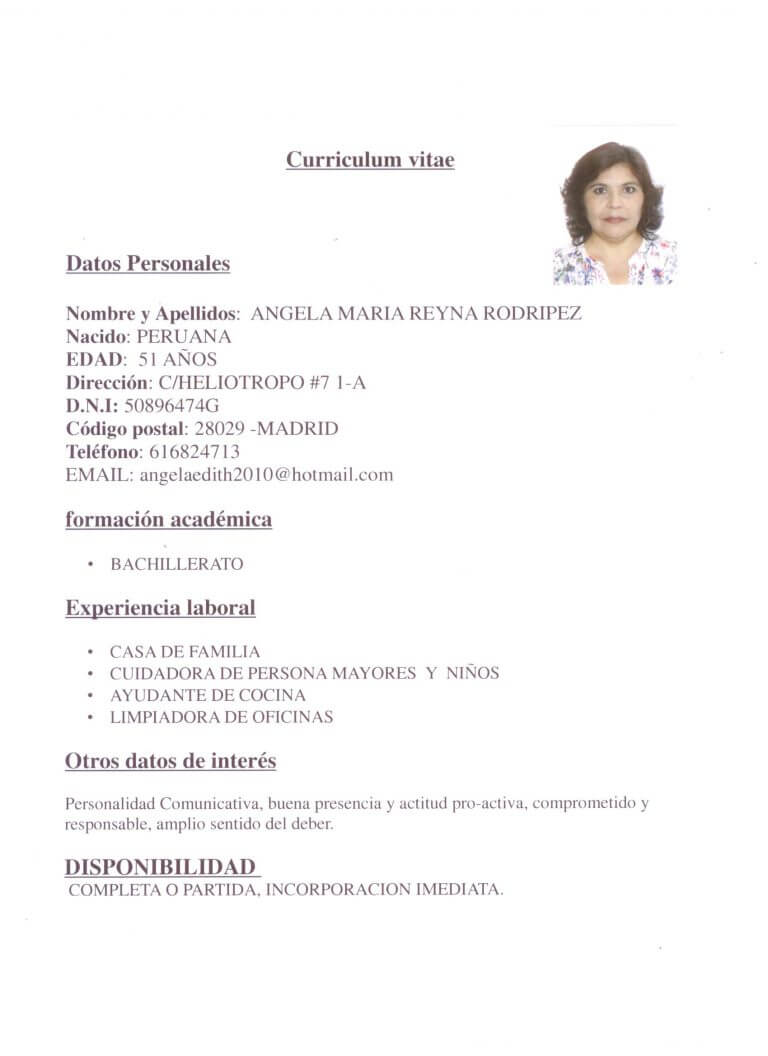 Curriculum vitae
Datos Personales
Nombre y Apellidos: ANGELA MARIA REYNA RODRIPEZ
Nacido: PERUANA
EDAD: 51 AÑOS
Dirección: C/HELIOTROPO #7 1-A
D.N.I: 50896474G
Código postal: 28029 -MADRID
Teléfono: 616824713
EMAIL: angelaedith2010@hotmail.com
formación académica
• BACHILLERATO
Experiencia laboral
• CASA DE FAMILIA
• CUIDADORA DE PERSONA MAYORES Y NIÑOS
• AYUDANTE DE COCINA
• LIMPIADORA DE OFICINAS
Otros datos de interés
Personalidad Comunicativa, buena presencia y actitud pro-activa, comprometido y
responsable, amplio sentido del deber.
DISPONIBILIDAD
COMPLETA O PARTIDA, INCORPORACION IMEDIATA.